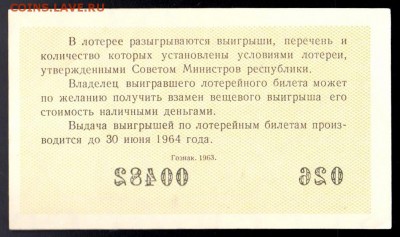 COINS.LAVE.RU
В лотерее разыгрываются выигрыши, перечень и
количество которых установлены условиями лотереи,
утвержденными Советом Министров республики.
Владелец выигравшего лотерейного билета может
по желанию получить взамен вещевого выигрыша его
стоимость наличными деньгами.
Выдача выигрышей по лотерейным билетам произ-
водится до 30 июня 1964 года.
Гознак. 1963.
00482 026